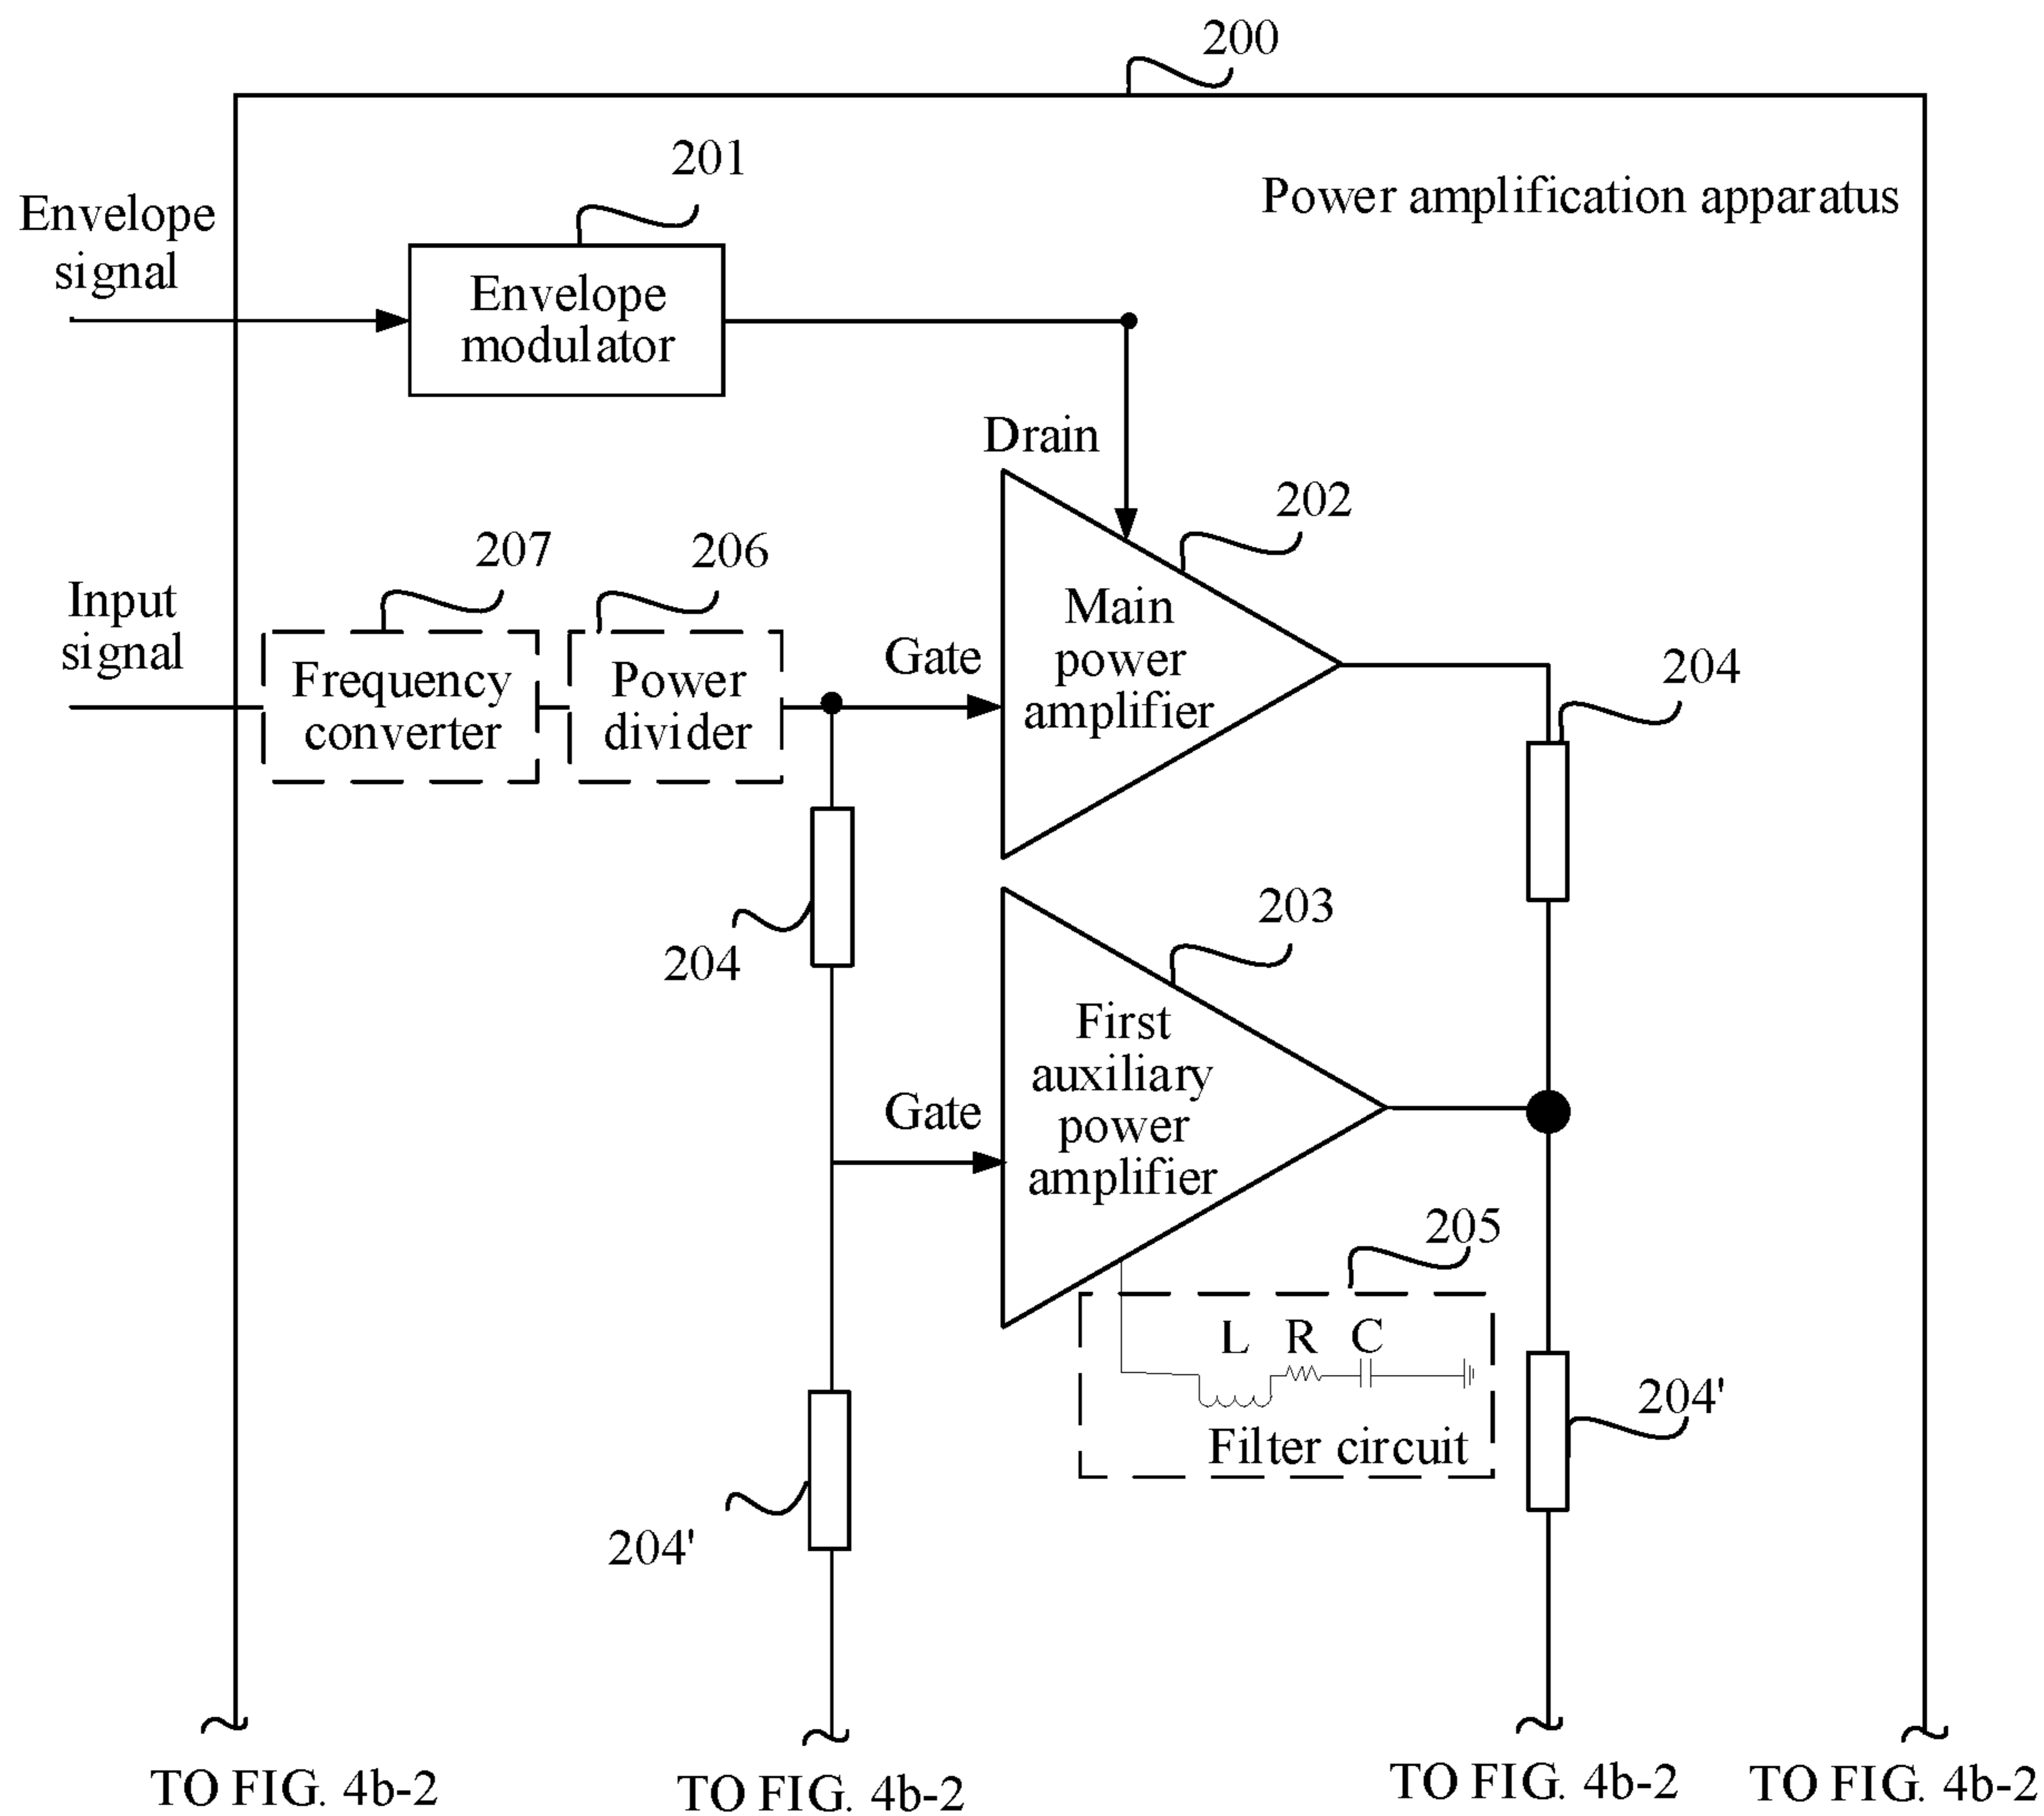 200
Power amplification apparatus
201
Envelope
signal
Envelope
modulator
Drain
202
207
206
Input
signal
Frequency
converter
Power
divider
Gate
Main
power
amplifier
204
204
203
First
auxiliary
power
amplifier
Gate
205
L R C
Filter circuit
204'
204'
TO FIG. 4b-2
TO FIG. 4b-2
TO FIG. 4b-2
TO FIG. 4b-2